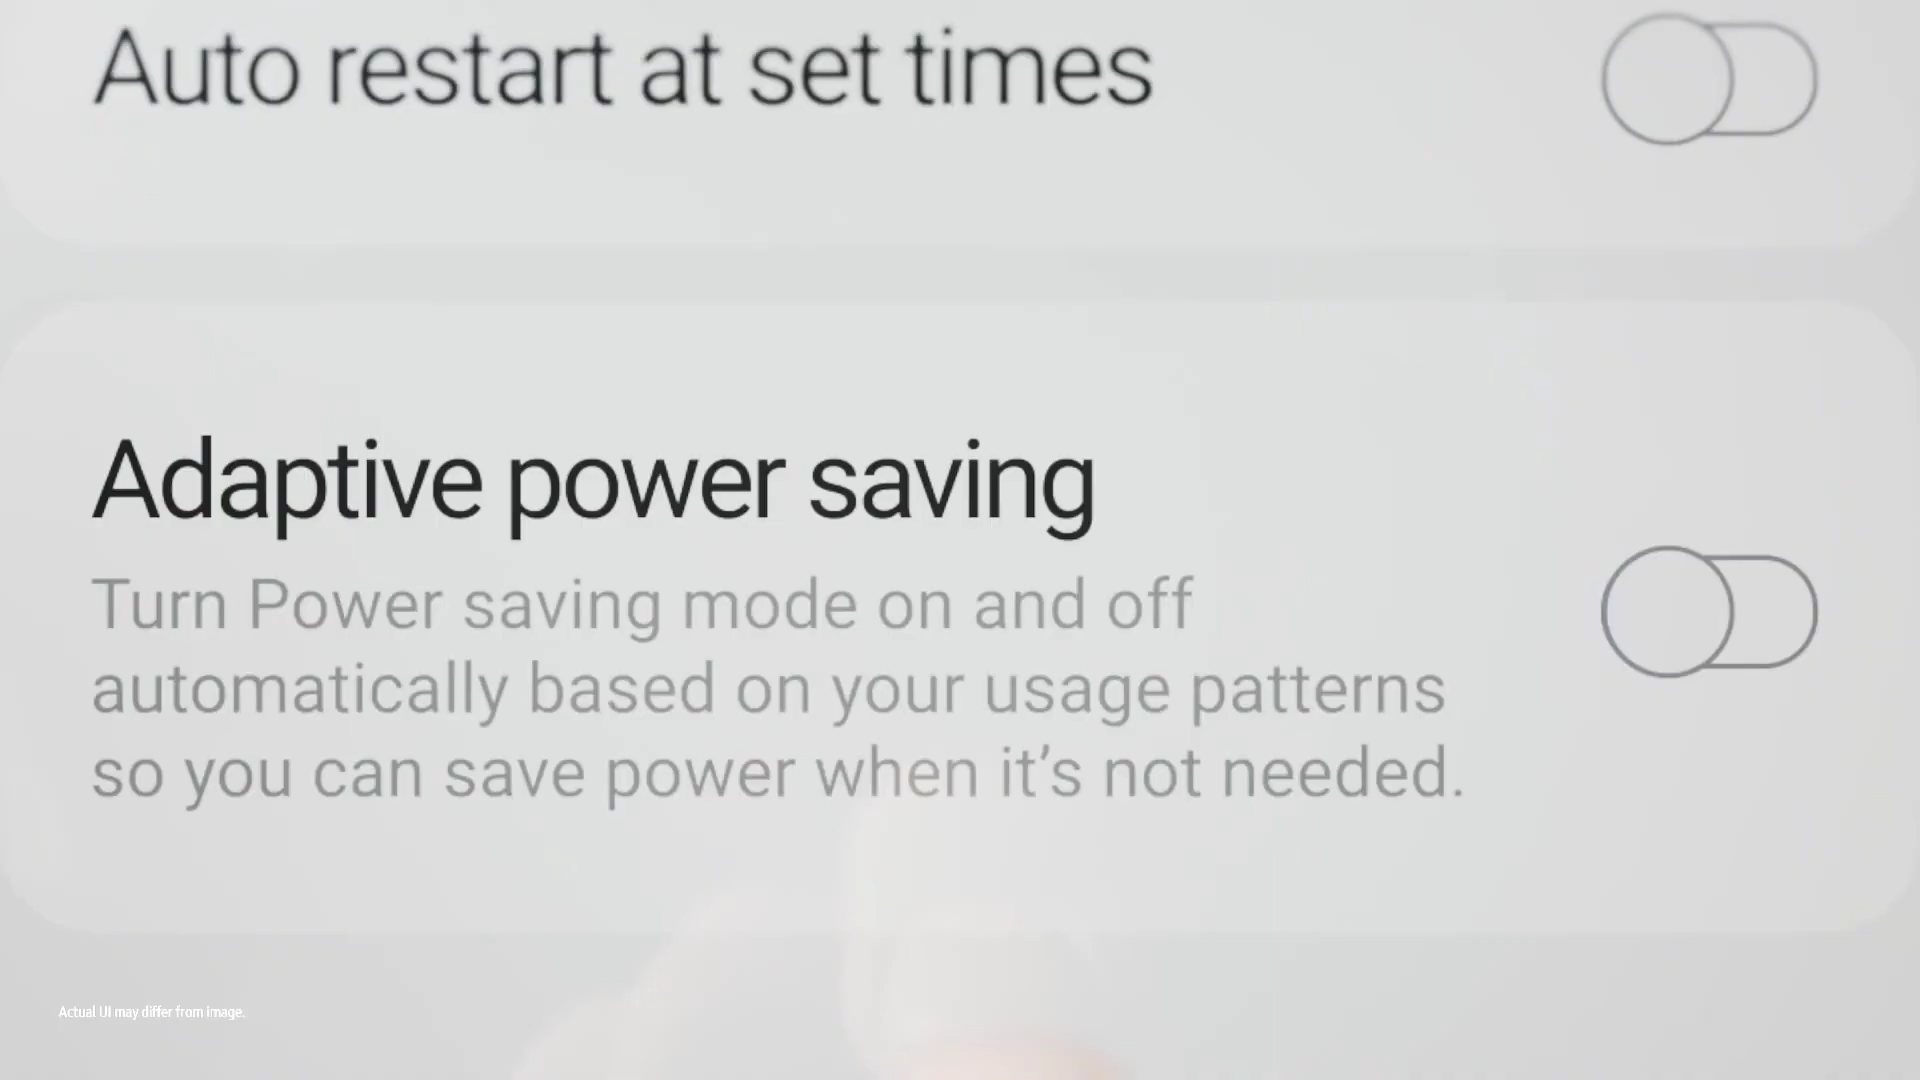 Auto restart at set times
Adaptive power saving
Turn Power saving mode on and off
automatically based on your usage patterns
so you can save power when it’s not needed.
Actual UI may differ from image.